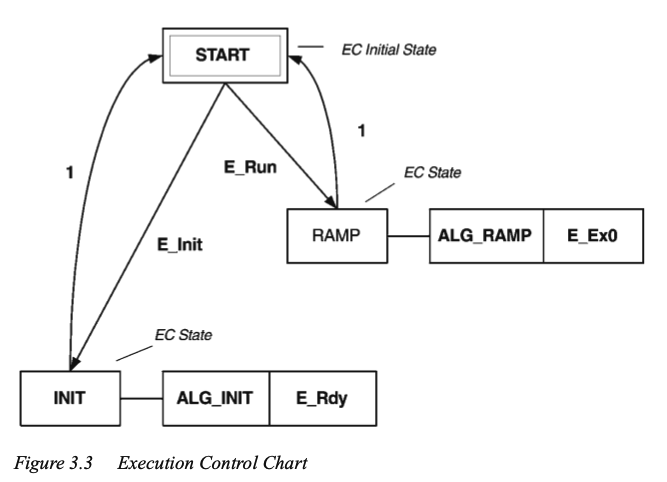 START
EC Initial State
1
1
E_Run
EC State
E_Init
RAMP
ALG_RAMP
E_Ex0
EC State
INIT
ALG_INIT
E_Rdy
Figure 3.3 Execution Control Chart